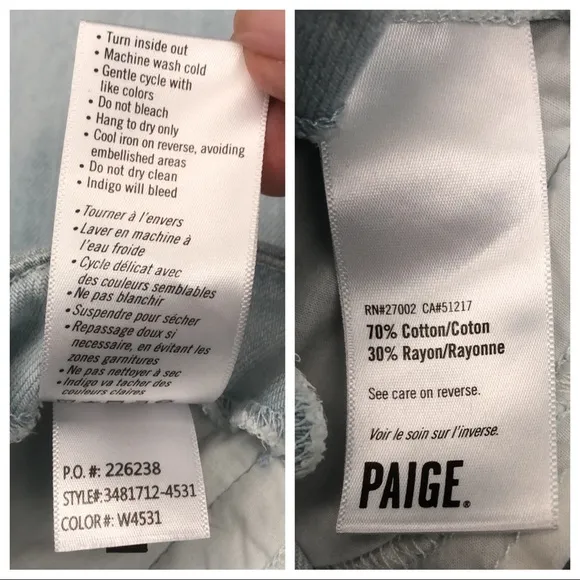 • Turn inside out
• Machine wash cold
• Gentle cycle with
like colors
• Do not bleach
• Hang to dry only
• Cool iron on reverse, avoiding
embellished areas
• Do not dry clean
• Indigo will bleed
• Tourner à l'envers
• Laver en machine à
l'eau froide
• Cycle délicat avec
des couleurs semblables
• Ne pas blanchir
• Suspendre pour sécher
• Repassage doux si
necessaire, en évitant les
zones garnitures
• Ne pas nettoyer à sec
• Indigo va tacher des
couleurs claires
P.O. #: 226238
STYLE#:3481712-4531
COLOR #: W4531
RN#27002 CA#51217
70% Cotton/Coton
30% Rayon/Rayonne
See care on reverse.
Voir le soin sur l'inverse.
PAIGE®